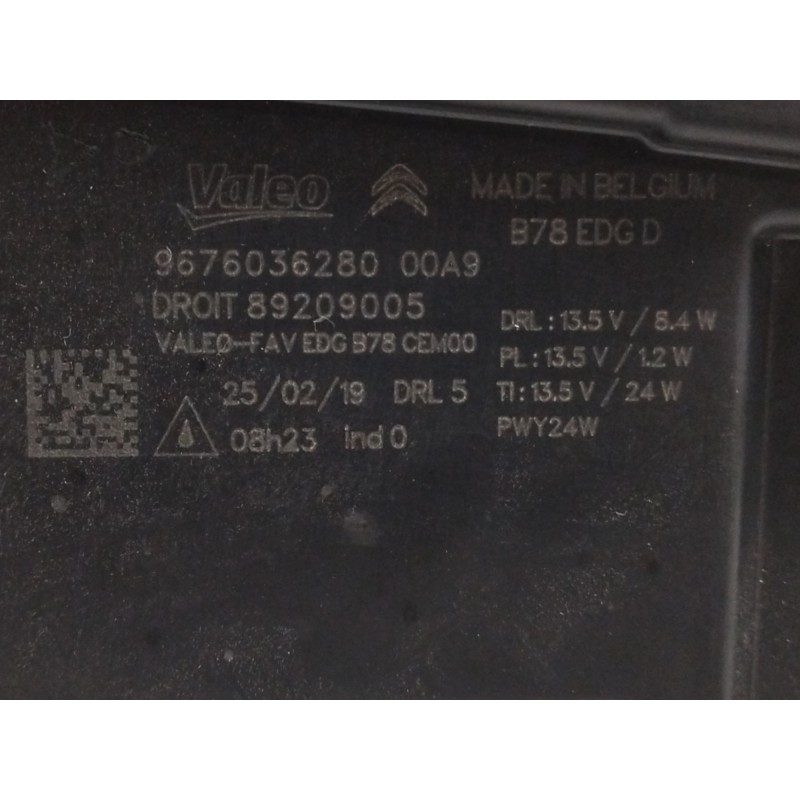 Valeo
MADE IN BELGIUM
B78 EDG D
9676036280 00A9
DROIT 89209005
VALEO-FAV EDG B78 CEM00
25/02/19 DRL 5
08h23 ind 0
DRL : 13.5 V / 8.4 W
PL : 13.5 V / 1.2 W
TI : 13.5 V / 24 W
PWY24W